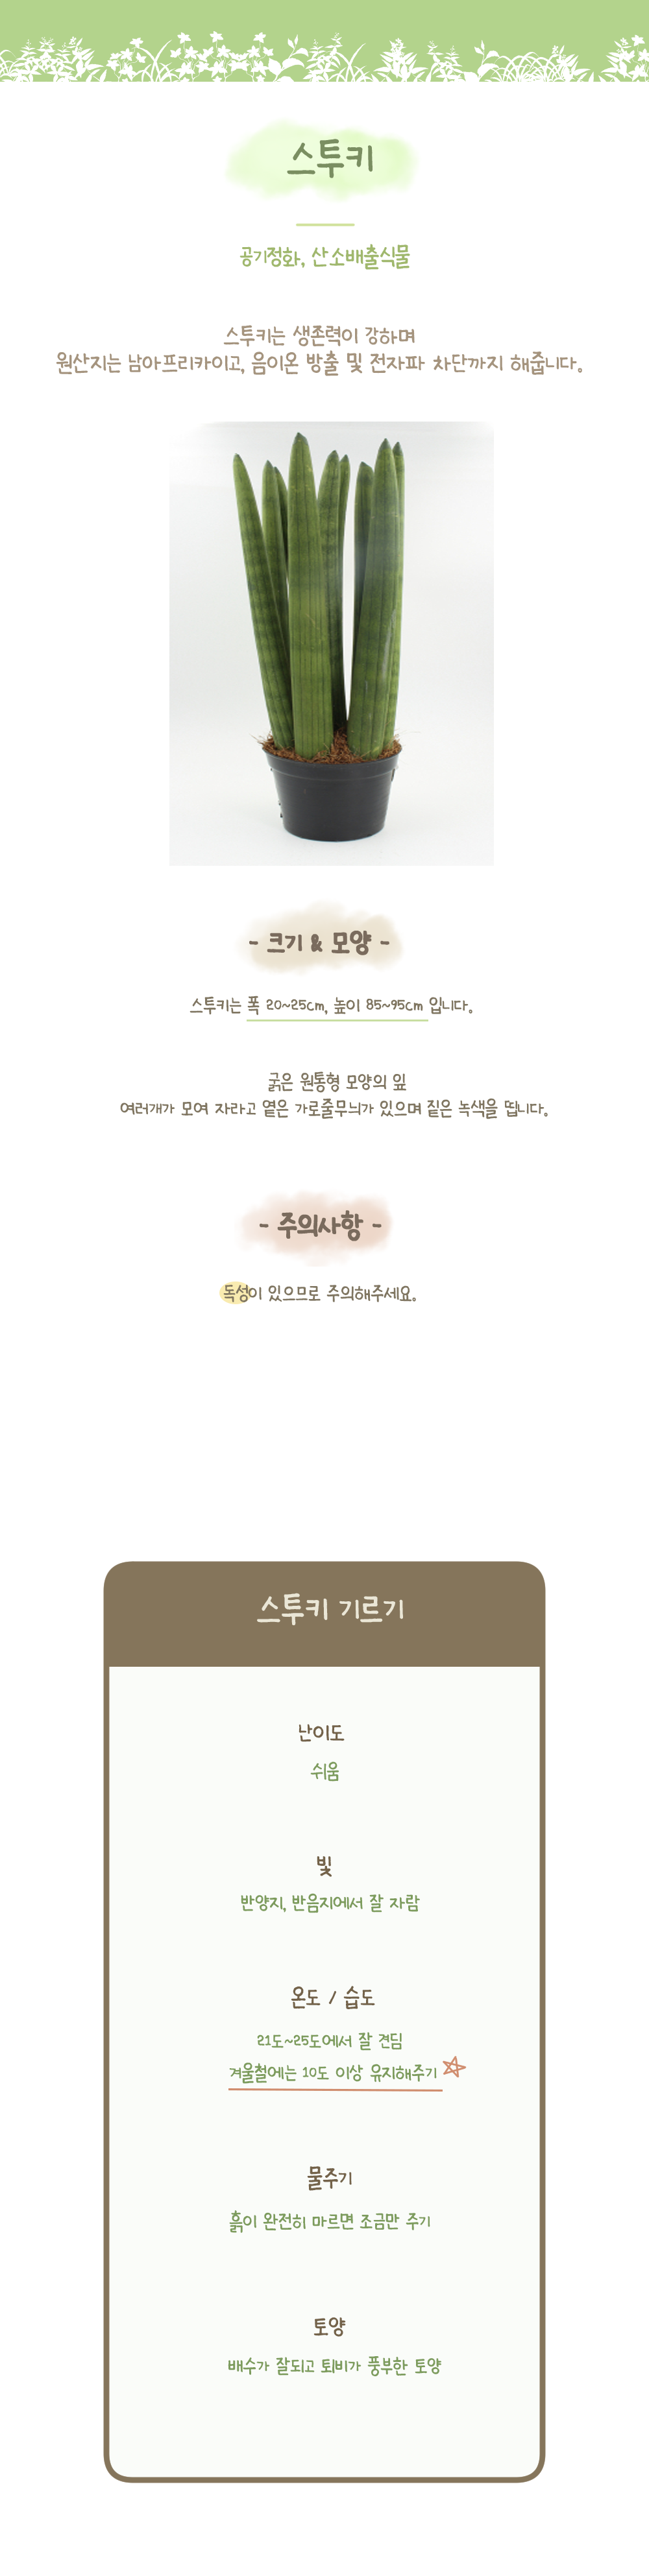 스투키
공기정화, 산소배출식물
스투키는 생존력이 강하며
원산지는 남아프리카이고, 음이온 방출 및 전자파 차단까지 해줍니다.
- 크기 & 모양 -
스투키는 폭 20~25cm, 높이 85~95cm 입니다.
굵은 원통형 모양의 잎
여러개가 모여 자라고 옅은 가로줄무늬가 있으며 짙은 녹색을 띕니다.
- 주의사항 -
독성이 있으므로 주의해주세요.
스투키 기르기
난이도
쉬움
빛
반양지, 반음지에서 잘 자람
온도 / 습도
21도~25도에서 잘 견딤
겨울철에는 10도 이상 유지해주기
물주기
흙이 완전히 마르면 조금만 주기
토양
배수가 잘되고 퇴비가 풍부한 토양